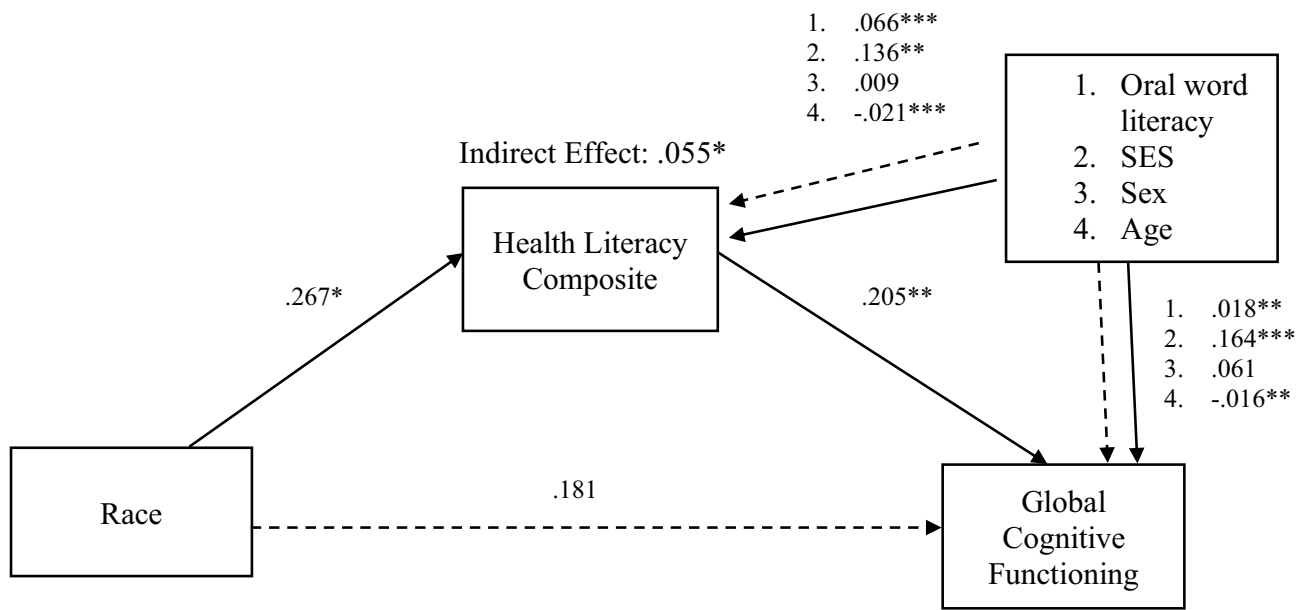 1. .066***
2. .136**
3. .009
4. -.021***
1. Oral word
literacy
2. SES
3. Sex
4. Age
Indirect Effect: .055*
Health Literacy
Composite
.267*
.205**
1. .018**
2. .164***
3. .061
4. -.016**
Race
.181
Global
Cognitive
Functioning